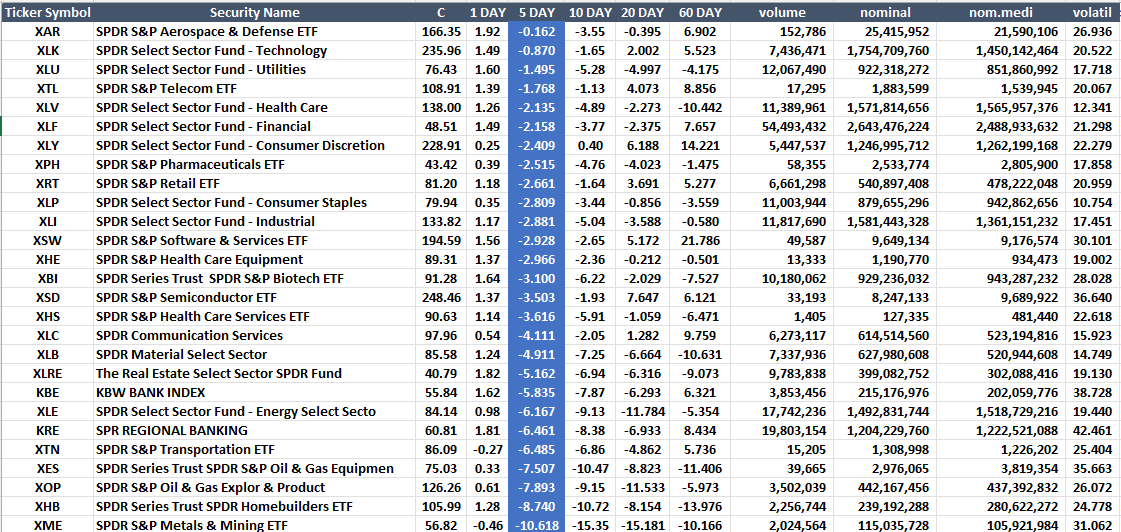 Ticker Symbol Security Name C 1 DAY 5 DAY 10 DAY 20 DAY 60 DAY volume nominal nom.medi volatil
XAR SPDR S&P Aerospace & Defense ETF 166.35 1.92 -0.162 -3.55 -0.395 6.902 152,786 25,415,952 21,590,106 26.936
XLK SPDR Select Sector Fund - Technology 235.96 1.49 -0.870 -1.65 2.002 5.523 7,436,471 1,754,709,760 1,450,142,464 20.522
XLU SPDR Select Sector Fund - Utilities 76.43 1.60 -1.495 -5.28 -4.997 -4.175 12,067,490 922,318,272 851,860,992 17.718
XTL SPDR S&P Telecom ETF 108.91 1.39 -1.768 -1.13 4.073 8.856 17,295 1,883,599 1,539,945 20.067
XLV SPDR Select Sector Fund - Health Care 138.00 1.26 -2.135 -4.89 -2.273 -10.442 11,389,961 1,571,814,656 1,565,957,376 12.341
XLF SPDR Select Sector Fund - Financial 48.51 1.49 -2.158 -3.77 -2.375 7.657 54,493,432 2,643,476,224 2,488,933,632 21.298
XLY SPDR Select Sector Fund - Consumer Discretion 228.91 0.25 -2.409 0.40 6.188 14.221 5,447,537 1,246,995,712 1,262,199,168 22.279
XPH SPDR S&P Pharmaceuticals ETF 43.42 0.39 -2.515 -4.76 -4.023 -1.475 58,355 2,533,774 2,805,900 17.858
XRT SPDR S&P Retail ETF 81.20 1.18 -2.661 -1.64 3.691 5.277 6,661,298 540,897,408 478,222,048 20.959
XLP SPDR Select Sector Fund - Consumer Staples 79.94 0.35 -2.809 -3.44 -0.856 -3.559 11,003,944 879,655,296 942,862,656 10.754
XLI SPDR Select Sector Fund - Industrial 133.82 1.17 -2.881 -5.04 -3.588 -0.580 11,817,690 1,581,443,328 1,361,151,232 17.451
XSW SPDR S&P Software & Services ETF 194.59 1.56 -2.928 -2.65 5.172 21.786 49,587 9,649,134 9,176,574 30.101
XHE SPDR S&P Health Care Equipment 89.31 1.37 -2.966 -2.36 -0.212 -0.501 13,333 1,190,770 934,473 19.002
XBI SPDR Series Trust SPDR S&P Biotech ETF 91.28 1.64 -3.100 -6.22 -2.029 -7.527 10,180,062 929,236,032 943,287,232 28.028
XSD SPDR S&P Semiconductor ETF 248.46 1.37 -3.503 -1.93 7.647 6.121 33,193 8,247,133 9,689,922 36.640
XHS SPDR S&P Health Care Services ETF 90.63 1.14 -3.616 -5.91 -1.059 -6.471 1,405 127,335 481,440 22.618
XLC SPDR Communication Services 97.96 0.54 -4.111 -2.05 1.282 9.759 6,273,117 614,514,560 523,194,816 15.923
XLB SPDR Material Select Sector 85.58 1.24 -4.911 -7.25 -6.664 -10.631 7,337,936 627,980,608 520,944,608 14.749
XLRE The Real Estate Select Sector SPDR Fund 40.79 1.82 -5.162 -6.94 -6.316 -9.073 9,783,838 399,082,752 302,088,416 19.130
KBE KBW BANK INDEX 55.84 1.62 -5.835 -7.87 -6.293 6.321 3,853,456 215,176,976 202,059,776 38.728
XLE SPDR Select Sector Fund - Energy Select Secto 84.14 0.98 -6.167 -9.13 -11.784 -5.354 17,742,236 1,492,831,744 1,518,729,216 19.440
KRE SPR REGIONAL BANKING 60.81 1.81 -6.461 -8.38 -6.933 8.434 19,803,154 1,204,229,760 1,222,521,088 42.461
XTN SPDR S&P Transportation ETF 86.09 -0.27 -6.485 -6.86 -4.862 5.736 15,205 1,308,998 1,226,202 25.404
XES SPDR Series Trust SPDR S&P Oil & Gas Equipmen 75.03 0.33 -7.507 -10.47 -8.823 -11.406 39,665 2,976,065 3,819,354 35.663
XOP SPDR S&P Oil & Gas Explor & Product 126.26 0.61 -7.893 -9.15 -11.533 -5.973 3,502,039 442,167,456 437,392,832 26.072
XHB SPDR Series Trust SPDR Homebuilders ETF 105.99 1.28 -8.740 -10.72 -8.154 -13.976 2,256,744 239,192,288 280,622,272 24.778
XME SPDR S&P Metals & Mining ETF 56.82 -0.46 -10.618 -15.35 -15.181 -10.166 2,024,564 115,035,728 105,921,984 31.062